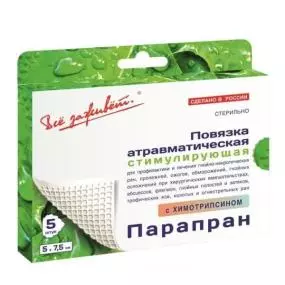 Всё заживёт!
СДЕЛАНО В РОССИИ
СТЕРИЛЬНО
Повязка
атравматическая
стимулирующая
для профилактики и лечения гнойно-некротических
ран, пролежней, ожогов, обморожений, гнойных
осложнений при хирургических вмешательствах,
абсцессов, флегмон, гнойных полостей и затеков,
трофических язв, колотых и огнестрельных ран
с ХИМОТРИПСИНОМ
Парапран
5
штук
5 х 7,5 см